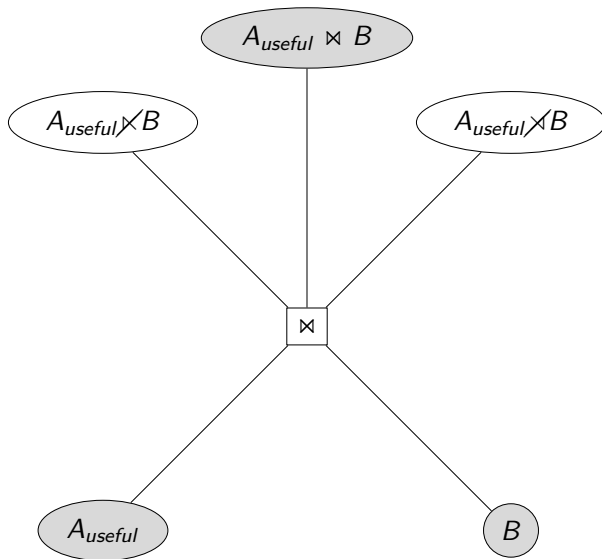 A_useful ⋈ B
A_useful ⋉̸ B
A_useful ⋊̸ B
⋈
A_useful
B